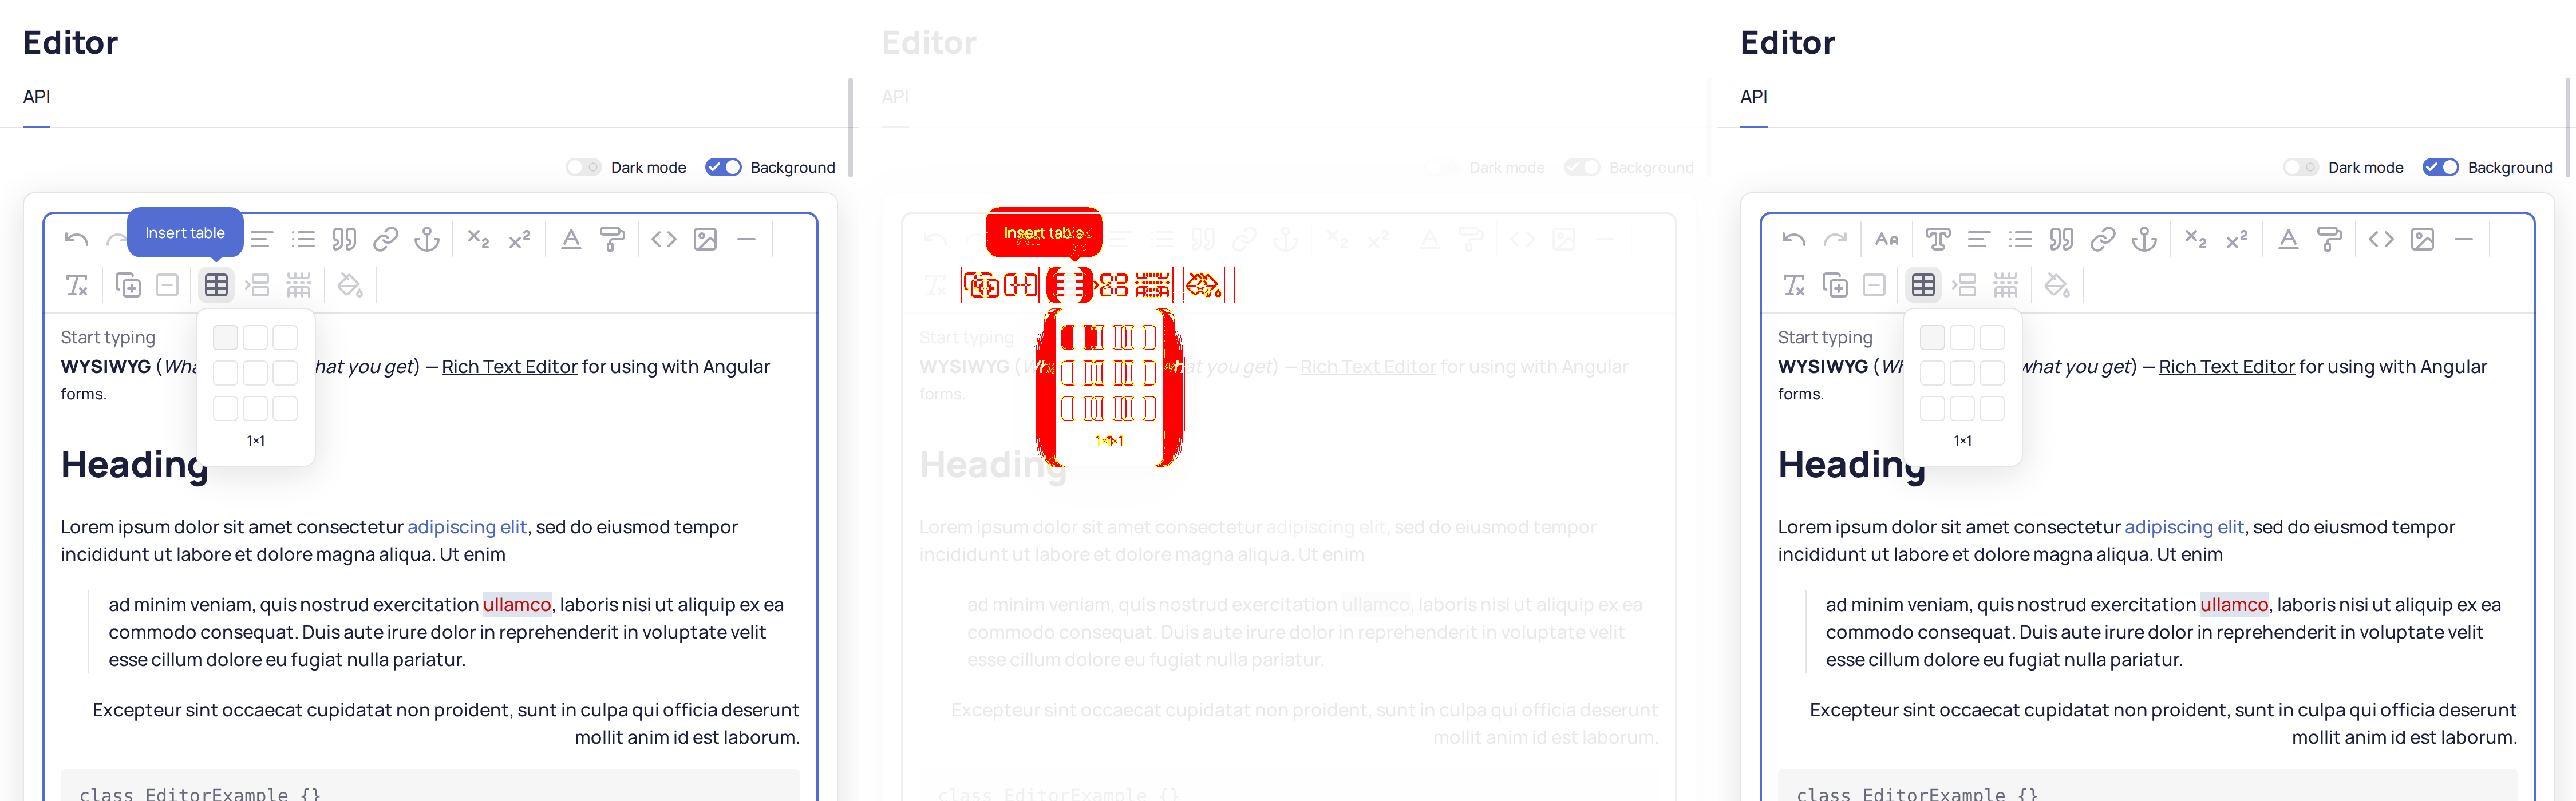 Editor
API
Dark mode
Background
Insert table
Start typing
WYSIWYG (Wha hat you get) — Rich Text Editor for using with Angular
forms.
1×1
Heading
Lorem ipsum dolor sit amet consectetur adipiscing elit, sed do eiusmod tempor
incididunt ut labore et dolore magna aliqua. Ut enim
ad minim veniam, quis nostrud exercitation ullamco, laboris nisi ut aliquip ex ea
commodo consequat. Duis aute irure dolor in reprehenderit in voluptate velit
esse cillum dolore eu fugiat nulla pariatur.
Excepteur sint occaecat cupidatat non proident, sunt in culpa qui officia deserunt
mollit anim id est laborum.
class EditorExample {}
Editor
API
Dark mode
Background
Insert table
Start typing
WYSIWYG (Wh at you get) — Rich Text Editor for using with Angular
forms.
Heading
Lorem ipsum dolor sit amet consectetur adipiscing elit, sed do eiusmod tempor
incididunt ut labore et dolore magna aliqua. Ut enim
ad minim veniam, quis nostrud exercitation ullamco, laboris nisi ut aliquip ex ea
commodo consequat. Duis aute irure dolor in reprehenderit in voluptate velit
esse cillum dolore eu fugiat nulla pariatur.
Excepteur sint occaecat cupidatat non proident, sunt in culpa qui officia deserunt
mollit anim id est laborum.
class EditorExample {}
Editor
API
Dark mode
Background
Start typing
WYSIWYG (Wh what you get) — Rich Text Editor for using with Angular
forms.
1×1
Heading
Lorem ipsum dolor sit amet consectetur adipiscing elit, sed do eiusmod tempor
incididunt ut labore et dolore magna aliqua. Ut enim
ad minim veniam, quis nostrud exercitation ullamco, laboris nisi ut aliquip ex ea
commodo consequat. Duis aute irure dolor in reprehenderit in voluptate velit
esse cillum dolore eu fugiat nulla pariatur.
Excepteur sint occaecat cupidatat non proident, sunt in culpa qui officia deserunt
mollit anim id est laborum.
class EditorExample {}